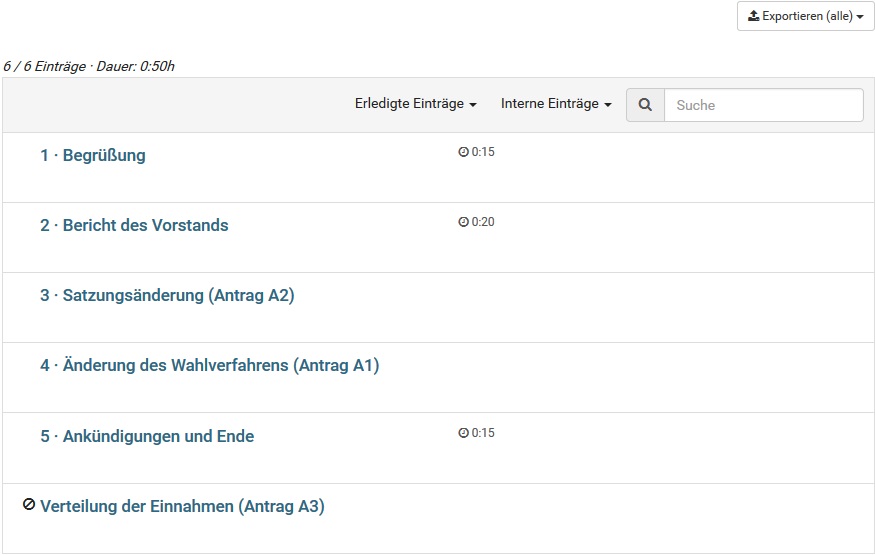 Exportieren (alle)
6 / 6 Einträge · Dauer: 0:50h
Erledigte Einträge Interne Einträge Suche
1 · Begrüßung 0:15
2 · Bericht des Vorstands 0:20
3 · Satzungsänderung (Antrag A2)
4 · Änderung des Wahlverfahrens (Antrag A1)
5 · Ankündigungen und Ende 0:15
Verteilung der Einnahmen (Antrag A3)